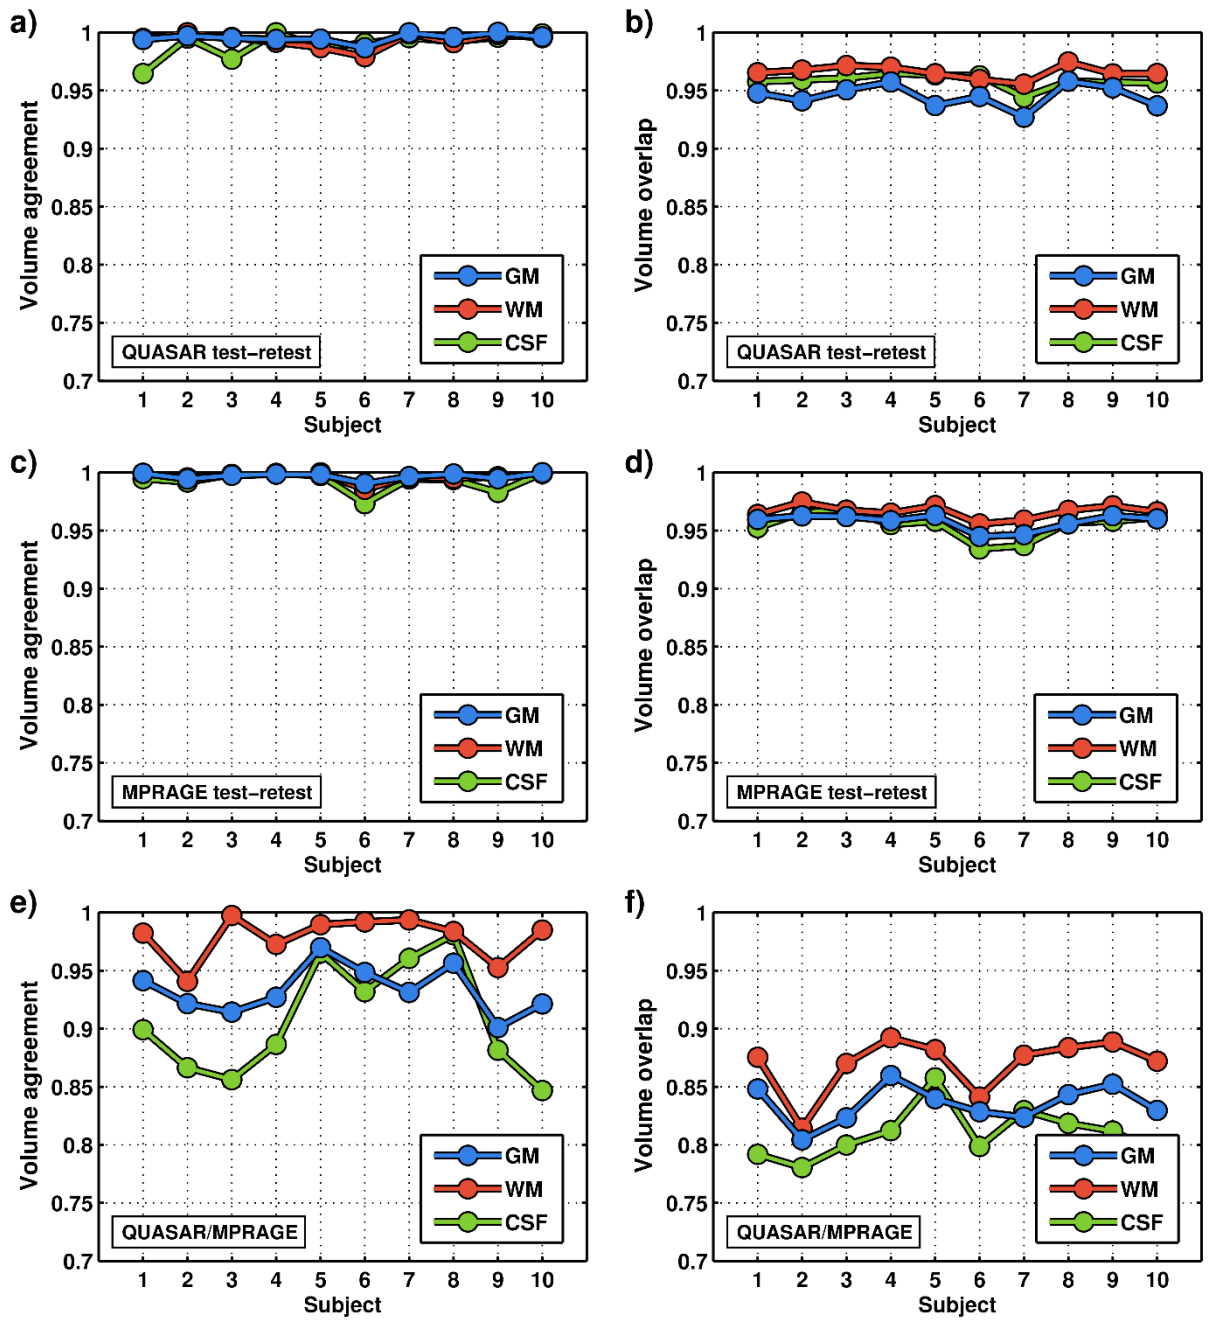 a)
1
0.95
0.9
0.85
0.8
0.75
0.7
Volume agreement
GM
WM
CSF
QUASAR test-retest
1 2 3 4 5 6 7 8 9 10
Subject
b)
1
0.95
0.9
0.85
0.8
0.75
0.7
Volume overlap
GM
WM
CSF
QUASAR test-retest
1 2 3 4 5 6 7 8 9 10
Subject
c)
1
0.95
0.9
0.85
0.8
0.75
0.7
Volume agreement
GM
WM
CSF
MPRAGE test-retest
1 2 3 4 5 6 7 8 9 10
Subject
d)
1
0.95
0.9
0.85
0.8
0.75
0.7
Volume overlap
GM
WM
CSF
MPRAGE test-retest
1 2 3 4 5 6 7 8 9 10
Subject
e)
1
0.95
0.9
0.85
0.8
0.75
0.7
Volume agreement
GM
WM
CSF
QUASAR/MPRAGE
1 2 3 4 5 6 7 8 9 10
Subject
f)
1
0.95
0.9
0.85
0.8
0.75
0.7
Volume overlap
GM
WM
CSF
QUASAR/MPRAGE
1 2 3 4 5 6 7 8 9 10
Subject